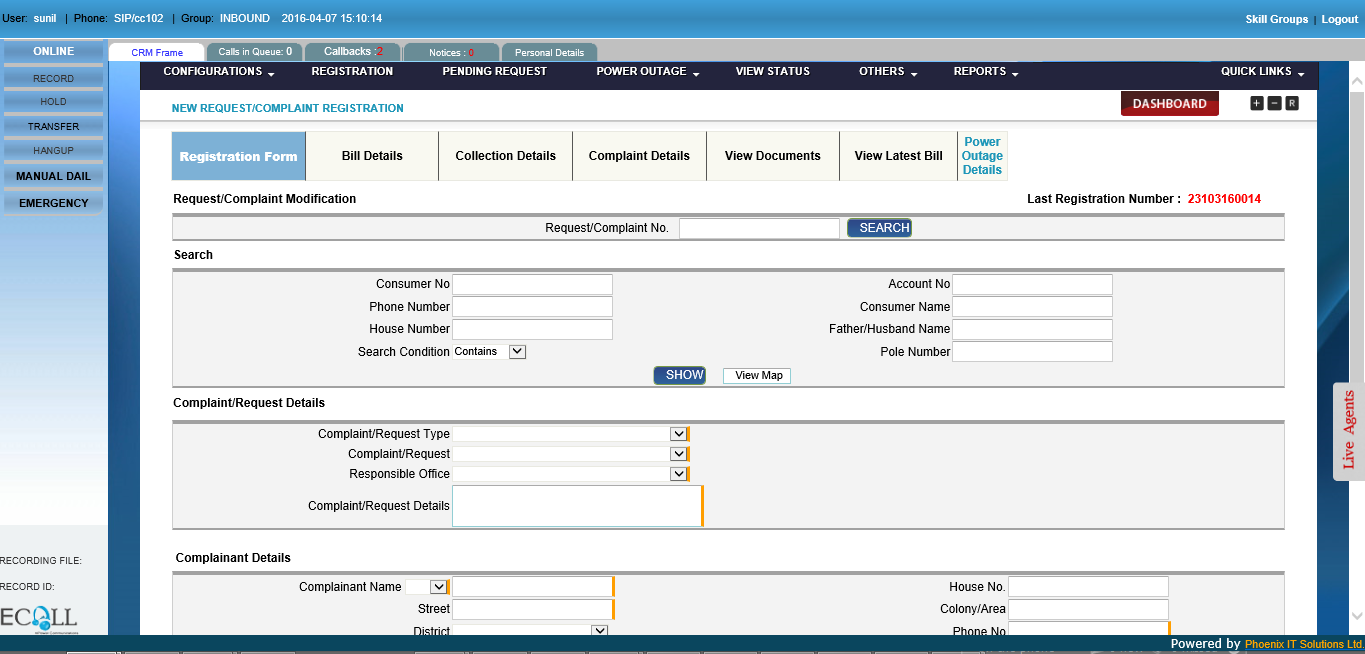 User: sunil | Phone: SIP/cc102 | Group: INBOUND 2016-04-07 15:10:14
Skill Groups | Logout
ONLINE
RECORD
HOLD
TRANSFER
HANGUP
MANUAL DAIL
EMERGENCY
RECORDING FILE:
RECORD ID:
ECALL
CRM Frame Calls in Queue: 0 Callbacks :2 Notices : 0 Personal Details
CONFIGURATIONS REGISTRATION PENDING REQUEST POWER OUTAGE VIEW STATUS OTHERS REPORTS QUICK LINKS
NEW REQUEST/COMPLAINT REGISTRATION
DASHBOARD
+ − R
Registration Form Bill Details Collection Details Complaint Details View Documents View Latest Bill
Power
Outage
Details
Request/Complaint Modification
Last Registration Number : 23103160014
Request/Complaint No. SEARCH
Search
Consumer No Account No
Phone Number Consumer Name
House Number Father/Husband Name
Search Condition Contains Pole Number
SHOW View Map
Complaint/Request Details
Complaint/Request Type
Complaint/Request
Responsible Office
Complaint/Request Details
Live Agents
Complainant Details
Complainant Name House No.
Street Colony/Area
District Phone No
Powered by Phoenix IT Solutions Ltd.